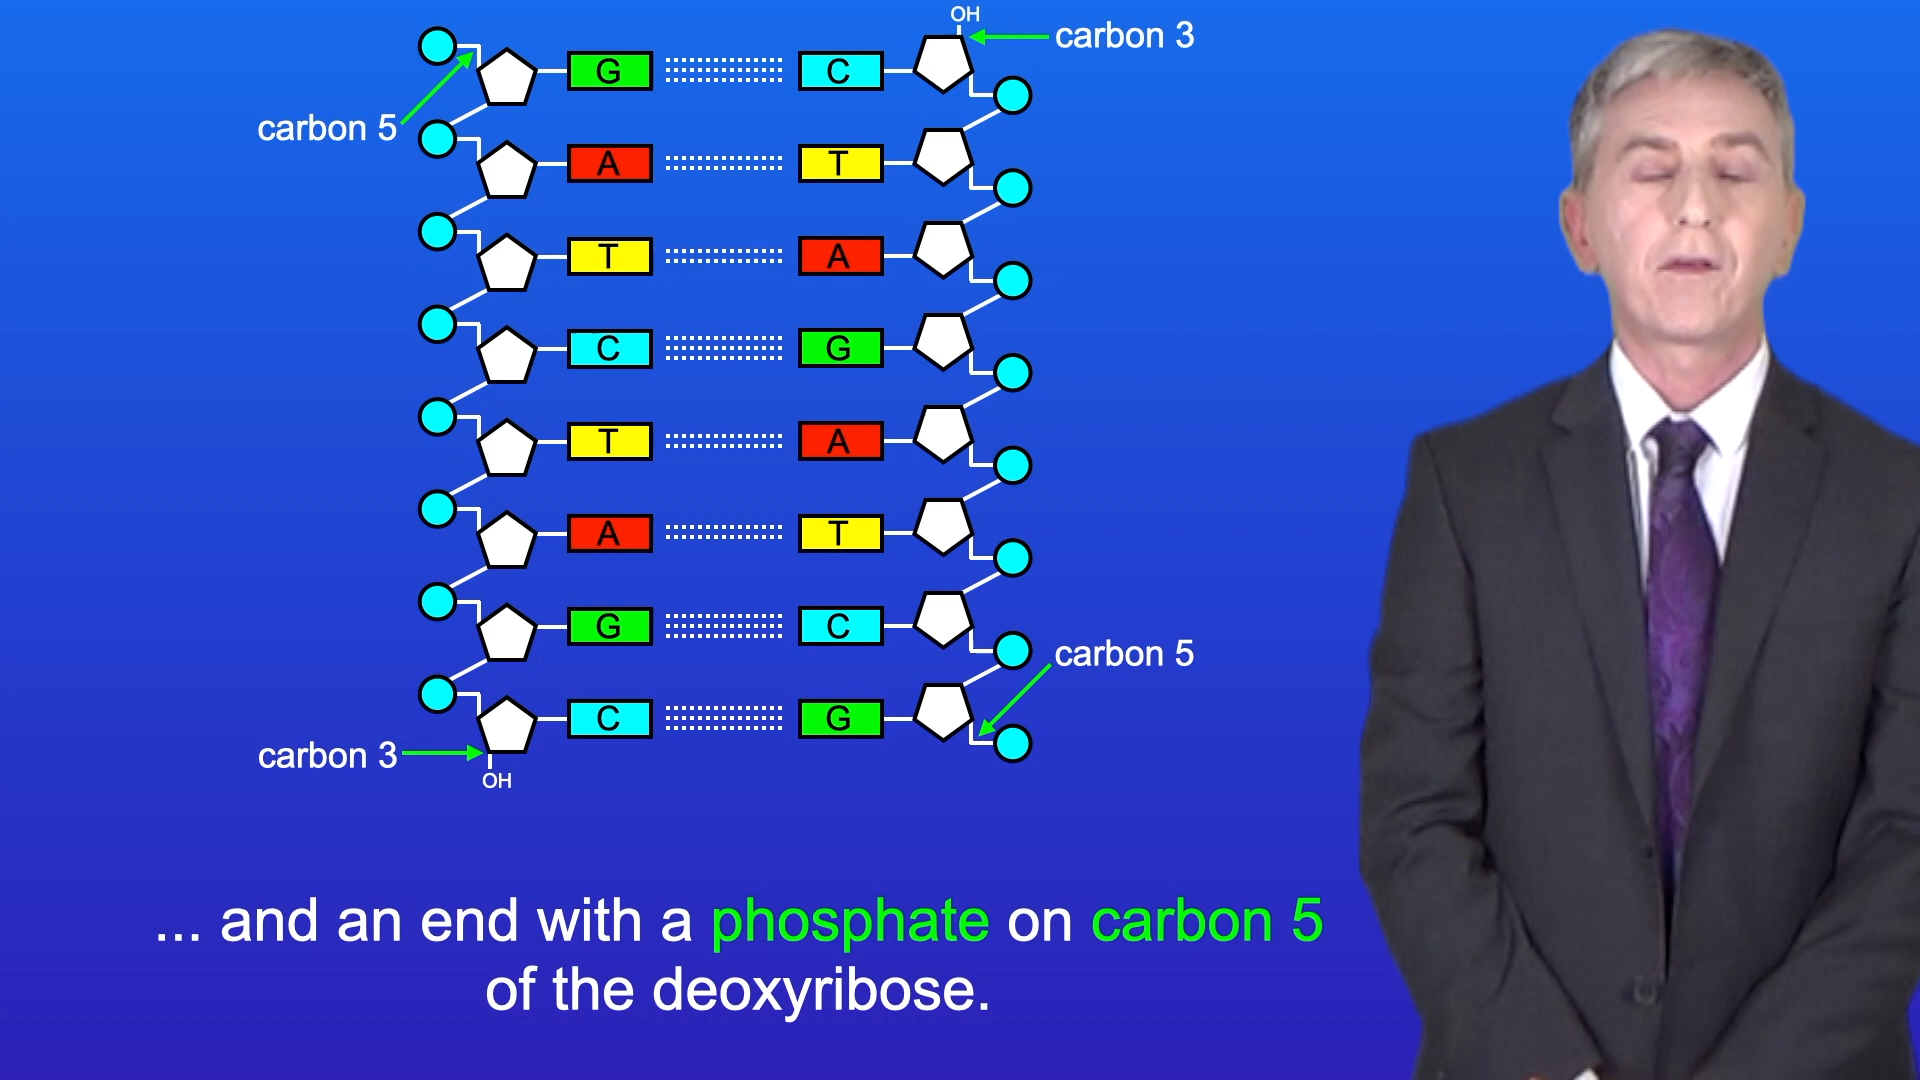 OH
carbon 3
G C
carbon 5
A T
T A
C G
T A
A T
G C
carbon 5
C G
carbon 3
OH
... and an end with a phosphate on carbon 5
of the deoxyribose.